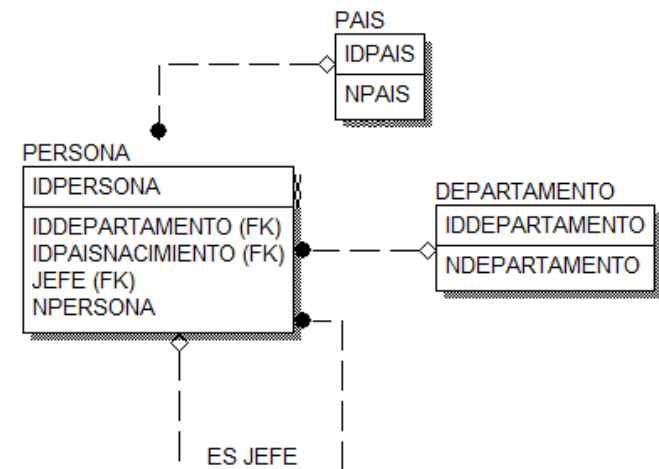 PAIS
IDPAIS
NPAIS
PERSONA
IDPERSONA
IDDEPARTAMENTO (FK)
IDPAISNACIMIENTO (FK)
JEFE (FK)
NPERSONA
DEPARTAMENTO
IDDEPARTAMENTO
NDEPARTAMENTO
ES JEFE